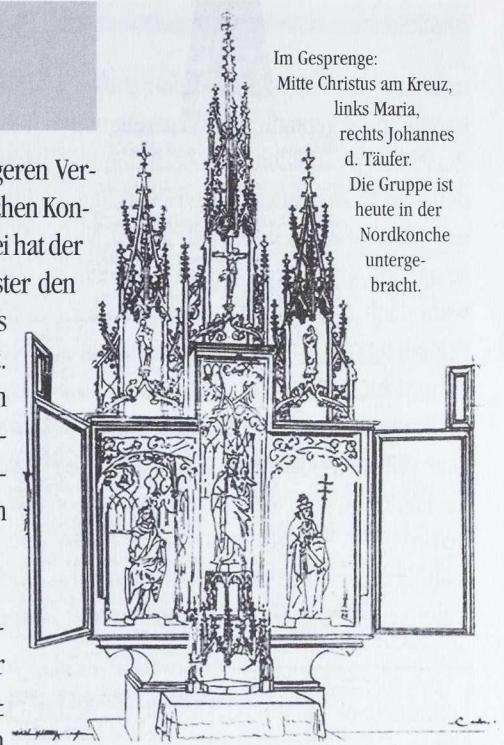 Im Gesprenge:
Mitte Christus am Kreuz,
links Maria,
rechts Johannes
d. Täufer.
Die Gruppe ist
heute in der
Nordkonche
unterge-
bracht.
geren Ver-
chen Kon-
ei hat der
ster den
s